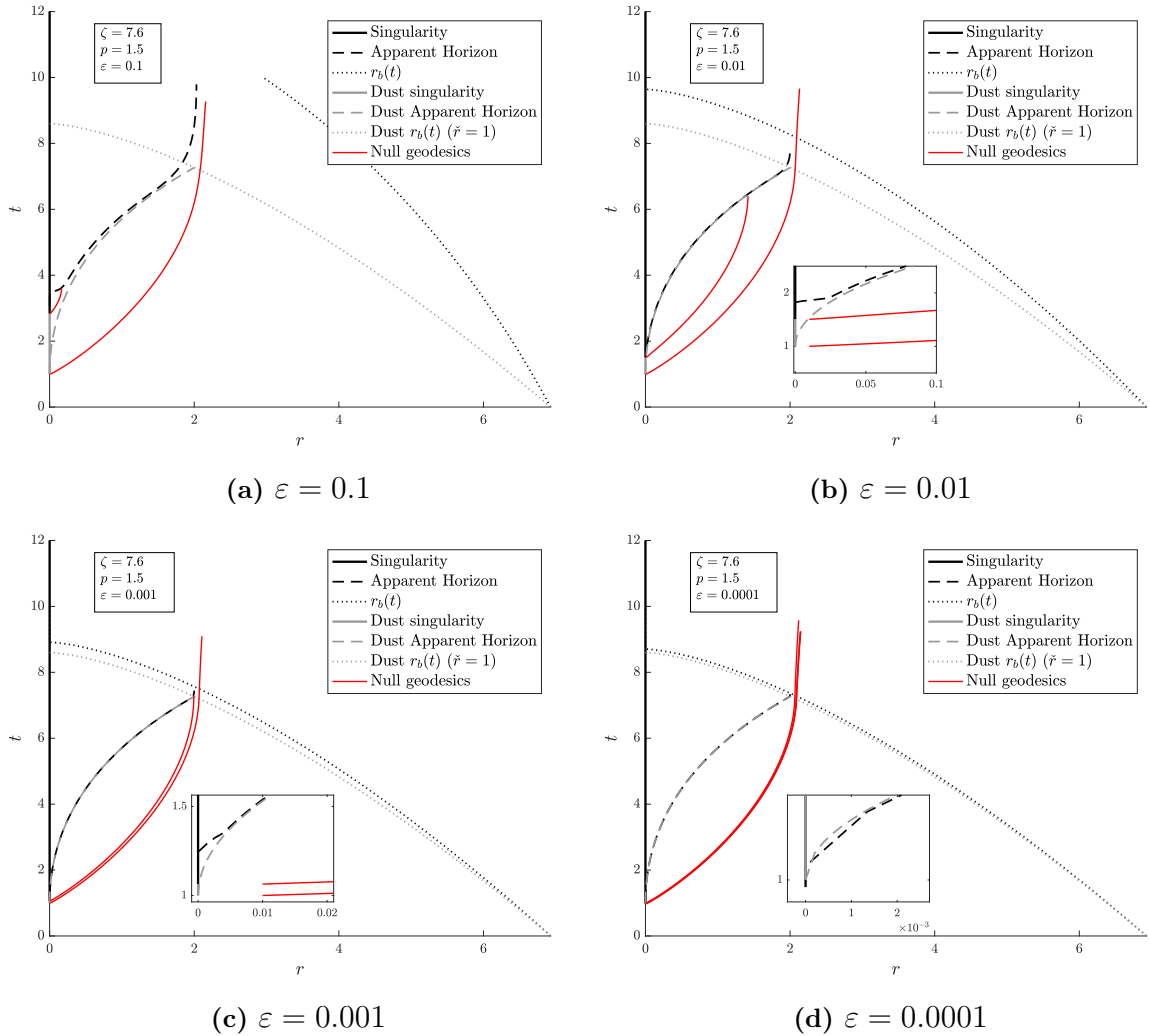 12
10
8
6
4
2
0
t
0
2
4
6
r
ζ = 7.6
p = 1.5
ε = 0.1
Singularity
Apparent Horizon
r_b(t)
Dust singularity
Dust Apparent Horizon
Dust r_b(t) (ř = 1)
Null geodesics
(a) ε = 0.1
12
10
8
6
4
2
0
t
0
2
4
6
r
ζ = 7.6
p = 1.5
ε = 0.01
Singularity
Apparent Horizon
r_b(t)
Dust singularity
Dust Apparent Horizon
Dust r_b(t) (ř = 1)
Null geodesics
2
1
0
0.05
0.1
(b) ε = 0.01
12
10
8
6
4
2
0
t
0
2
4
6
r
ζ = 7.6
p = 1.5
ε = 0.001
Singularity
Apparent Horizon
r_b(t)
Dust singularity
Dust Apparent Horizon
Dust r_b(t) (ř = 1)
Null geodesics
1.5
1
0
0.01
0.02
(c) ε = 0.001
12
10
8
6
4
2
0
t
0
2
4
6
r
ζ = 7.6
p = 1.5
ε = 0.0001
Singularity
Apparent Horizon
r_b(t)
Dust singularity
Dust Apparent Horizon
Dust r_b(t) (ř = 1)
Null geodesics
1
0
1
2
×10⁻³
(d) ε = 0.0001